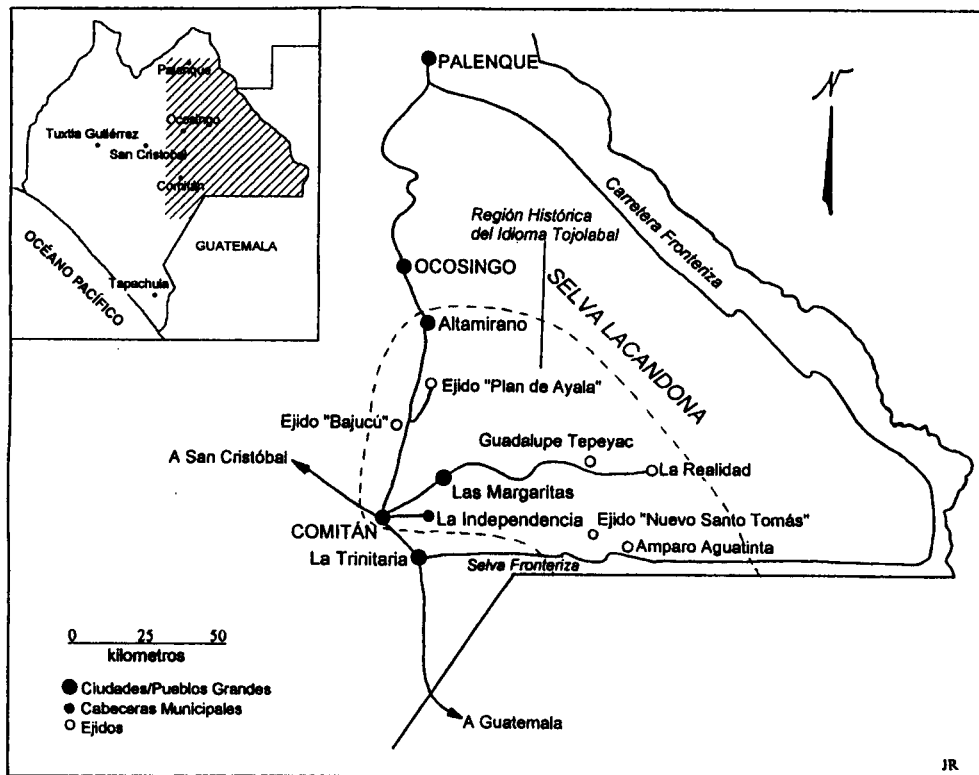 Palenque
Ocosingo
Tuxtla Gutiérrez
San Cristobal
Comitán
GUATEMALA
OCÉANO PACÍFICO
Tapachula
PALENQUE
N
Carretera Fronteriza
Región Histórica
del Idioma Tojolabal
SELVA LACANDONA
OCOSINGO
Altamirano
Ejido "Plan de Ayala"
Ejido "Bajucú"
Guadalupe Tepeyac
A San Cristóbal
La Realidad
Las Margaritas
Ejido "Nuevo Santo Tomás"
La Independencia
COMITÁN
Amparo Aguatinta
La Trinitaria
Selva Fronteriza
0 25 50
kilometros
Ciudades/Pueblos Grandes
Cabeceras Municipales
Ejidos
A Guatemala
JR